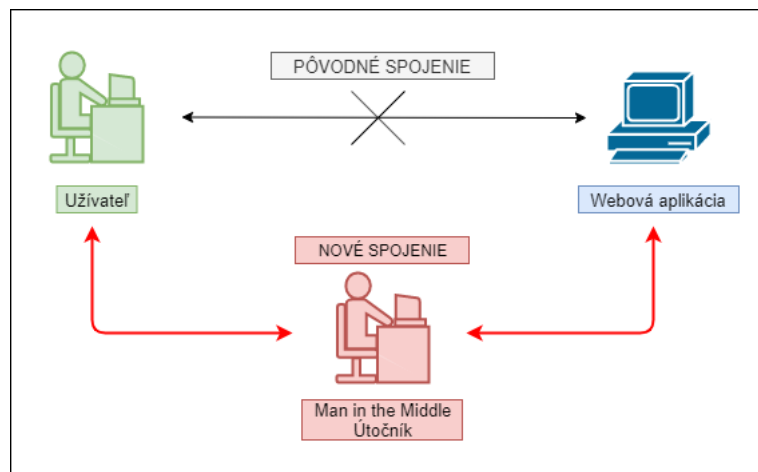 PÔVODNÉ SPOJENIE
Užívateľ
Webová aplikácia
NOVÉ SPOJENIE
Man in the Middle
Útočník